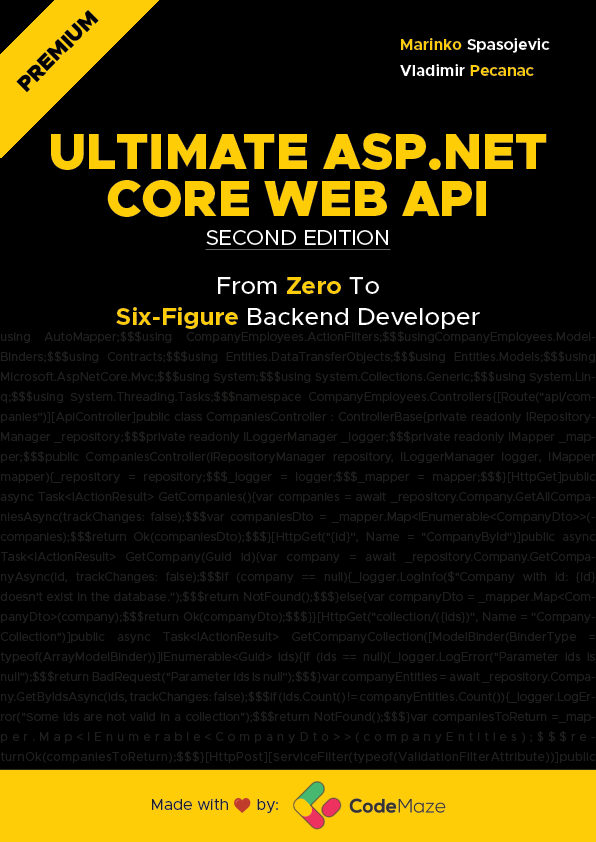 PREMIUM
Marinko Spasojevic
Vladimir Pecanac
ULTIMATE ASP.NET
CORE WEB API
SECOND EDITION
From Zero To
Six-Figure Backend Developer
using AutoMapper;$$$using CompanyEmployees.ActionFilters;$$$usingCompanyEmployees.Model-
Binders;$$$using Contracts;$$$using Entities.DataTransferObjects;$$$using Entities.Models;$$$using
Microsoft.AspNetCore.Mvc;$$$using System;$$$using System.Collections.Generic;$$$using System.Lin-
q;$$$using System.Threading.Tasks;$$$namespace CompanyEmployees.Controllers{[Route("api/com-
panies")][ApiController]public class CompaniesController : ControllerBase{private readonly IRepository-
Manager _repository;$$$private readonly ILoggerManager _logger;$$$private readonly IMapper _map-
per;$$$public CompaniesController(IRepositoryManager repository, ILoggerManager logger, IMapper
mapper){_repository = repository;$$$_logger = logger;$$$_mapper = mapper;$$$}[HttpGet]public
async Task<IActionResult> GetCompanies(){var companies = await _repository.Company.GetAllCompa-
niesAsync(trackChanges: false);$$$var companiesDto = _mapper.Map<IEnumerable<CompanyDto>>(-
companies);$$$return Ok(companiesDto);$$$}[HttpGet("{id}", Name = "CompanyById")]public async
Task<IActionResult> GetCompany(Guid id){var company = await _repository.Company.GetCompa-
nyAsync(id, trackChanges: false);$$$if (company == null){_logger.LogInfo($"Company with id: {id}
doesn't exist in the database.");$$$return NotFound();$$$}else{var companyDto = _mapper.Map<Com-
panyDto>(company);$$$return Ok(companyDto);$$$}}[HttpGet("collection/({ids})", Name = "Company-
Collection")]public async Task<IActionResult> GetCompanyCollection([ModelBinder(BinderType =
typeof(ArrayModelBinder))]IEnumerable<Guid> ids){if (ids == null){_logger.LogError("Parameter ids is
null");$$$return BadRequest("Parameter ids is null");$$$}var companyEntities = await _repository.Compa-
ny.GetByIdsAsync(ids, trackChanges: false);$$$if(ids.Count() != companyEntities.Count()){_logger.LogEr-
ror("Some ids are not valid in a collection");$$$return NotFound();$$$}var companiesToReturn =_map-
per.Map<IEnumerable<CompanyDto>>(companyEntities);$$$re-
turnOk(companiesToReturn);$$$}[HttpPost][ServiceFilter(typeof(ValidationFilterAttribute))]public
Made with ❤ by: CodeMaze